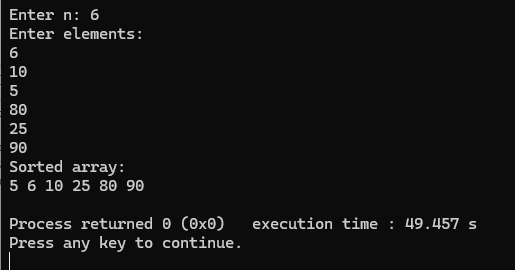 Enter n: 6
Enter elements:
6
10
5
80
25
90
Sorted array:
5 6 10 25 80 90
Process returned 0 (0x0)   execution time : 49.457 s
Press any key to continue.